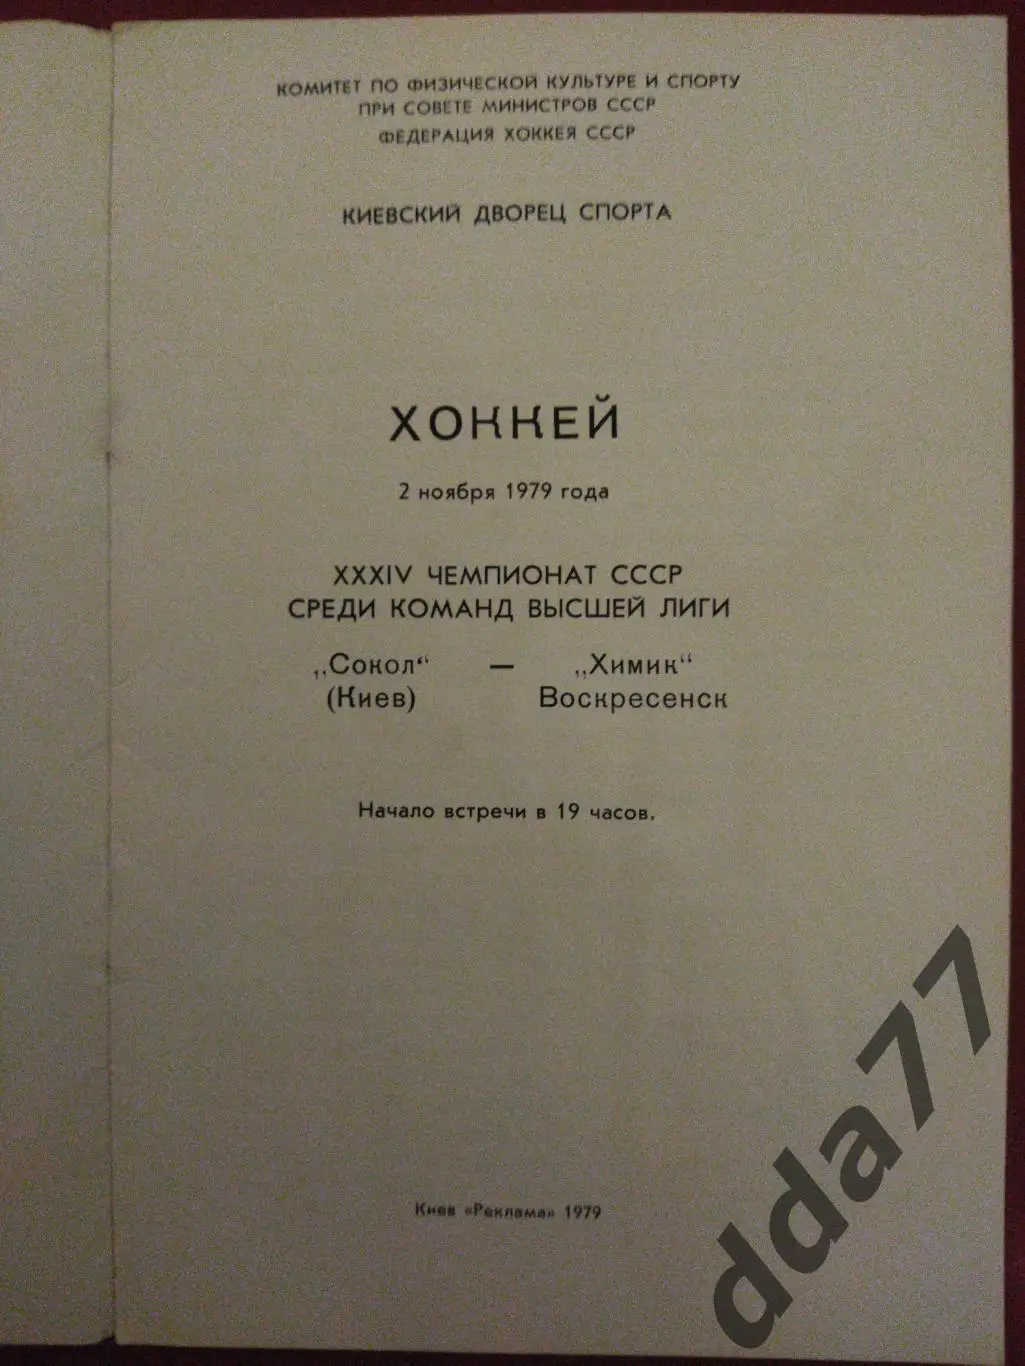 КОМИТЕТ ПО ФИЗИЧЕСКОЙ КУЛЬТУРЕ И СПОРТУ
ПРИ СОВЕТЕ МИНИСТРОВ СССР
ФЕДЕРАЦИЯ ХОККЕЯ СССР
КИЕВСКИЙ ДВОРЕЦ СПОРТА
ХОККЕЙ
2 ноября 1979 года
XXXIV ЧЕМПИОНАТ СССР
СРЕДИ КОМАНД ВЫСШЕЙ ЛИГИ
„Сокол“ — „Химик“
(Киев) Воскресенск
Начало встречи в 19 часов.
Киев «Реклама» 1979
dda77